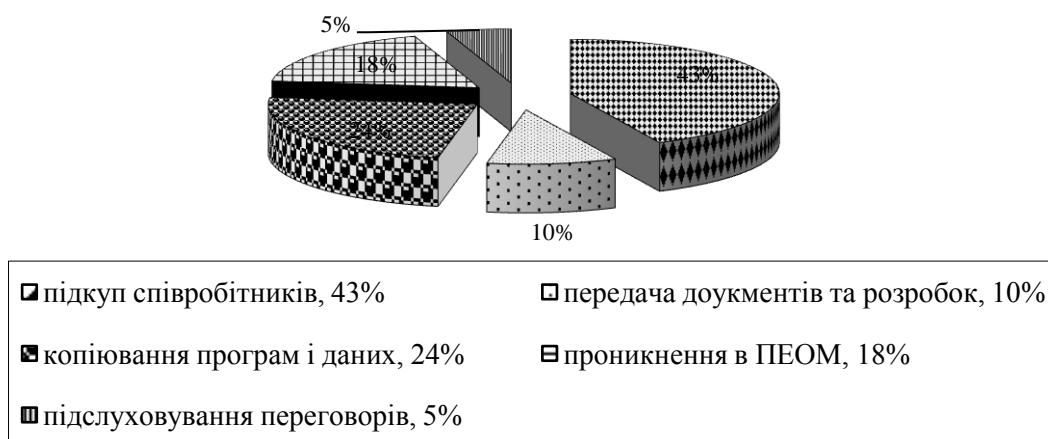 5%
18%
43%
24%
10%
підкуп співробітників, 43%
передача доукментів та розробок, 10%
копіювання програм і даних, 24%
проникнення в ПЕОМ, 18%
підслуховування переговорів, 5%